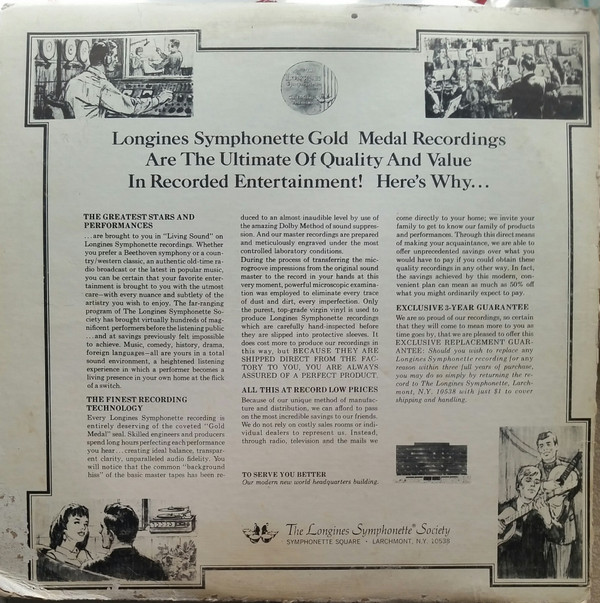 Longines Symphonette Gold Medal Recordings
Are The Ultimate Of Quality And Value
In Recorded Entertainment! Here's Why...
THE GREATEST STARS AND
PERFORMANCES
...are brought to you in "Living Sound" on
Longines Symphonette recordings. Whether
you prefer a Beethoven symphony or a coun-
try/western classic, an authentic old-time ra-
dio broadcast or the latest in popular music,
you can be certain that your favorite enter-
tainment is brought to you with the utmost
care—with every nuance and subtlety of the
artistry you wish to enjoy. The far-ranging
program of The Longines Symphonette So-
ciety has brought virtually hundreds of mag-
nificent performers before the listening public
...and at savings previously felt impossible
to achieve. Music, comedy, history, drama,
foreign languages—all are yours in a total
sound environment, a heightened listening
experience in which a performer becomes a
living presence in your own home at the flick
of a switch.
THE FINEST RECORDING
TECHNOLOGY
Every Longines Symphonette recording is
entirely deserving of the coveted "Gold
Medal" seal. Skilled engineers and producers
spend long hours perfecting each performance
you hear...creating ideal balance, transpar-
ent clarity, unparalleled audio fidelity. You
will notice that the common "background
hiss" of the basic master tapes has been re-
duced to an almost inaudible level by use of
the amazing Dolby Method of sound suppres-
sion. And our master recordings are prepared
and meticulously engraved under the most
controlled laboratory conditions.
During the process of transferring the mic-
rogroove impressions from the original sound
master to the record in your hands at this
very moment, powerful microscopic examina-
tion was employed to eliminate every trace
of dust and dirt, every imperfection. Only
the purest, top-grade virgin vinyl is used to
produce Longines Symphonette recordings
which are carefully hand-inspected before
they are slipped into protective sleeves. It
does cost more to produce our recordings in
this way, but BECAUSE THEY ARE
SHIPPED DIRECT FROM THE FAC-
TORY TO YOU, YOU ARE ALWAYS
ASSURED OF A PERFECT PRODUCT.
ALL THIS AT RECORD LOW PRICES
Because of our unique method of manufac-
ture and distribution, we can afford to pass
on the most incredible savings to our friends.
We do not rely on costly sales rooms or indi-
vidual dealers to represent us. Instead,
through radio, television and the mails we
come directly to your home; we invite your
family to get to know our family of products
and performances. Through this direct means
of making your acquaintance, we are able to
offer unprecedented savings over what you
would have to pay if you could obtain these
quality recordings in any other way. In fact,
the savings achieved by this modern, con-
venient plan can mean as much as 50% off
what you might ordinarily expect to pay.
EXCLUSIVE 3-YEAR GUARANTEE
We are so proud of our recordings, so certain
that they will come to mean more to you as
time goes by, that we are pleased to offer this
EXCLUSIVE REPLACEMENT GUAR-
ANTEE: Should you wish to replace any
Longines Symphonette recording for any
reason within three full years of purchase,
you may do so simply by returning the re-
cord to The Longines Symphonette, Larch-
mont, N.Y. 10538 with just $1 to cover
shipping and handling.
TO SERVE YOU BETTER
Our modern new world headquarters building.
The Longines Symphonette® Society
SYMPHONETTE SQUARE • LARCHMONT, N.Y. 10538